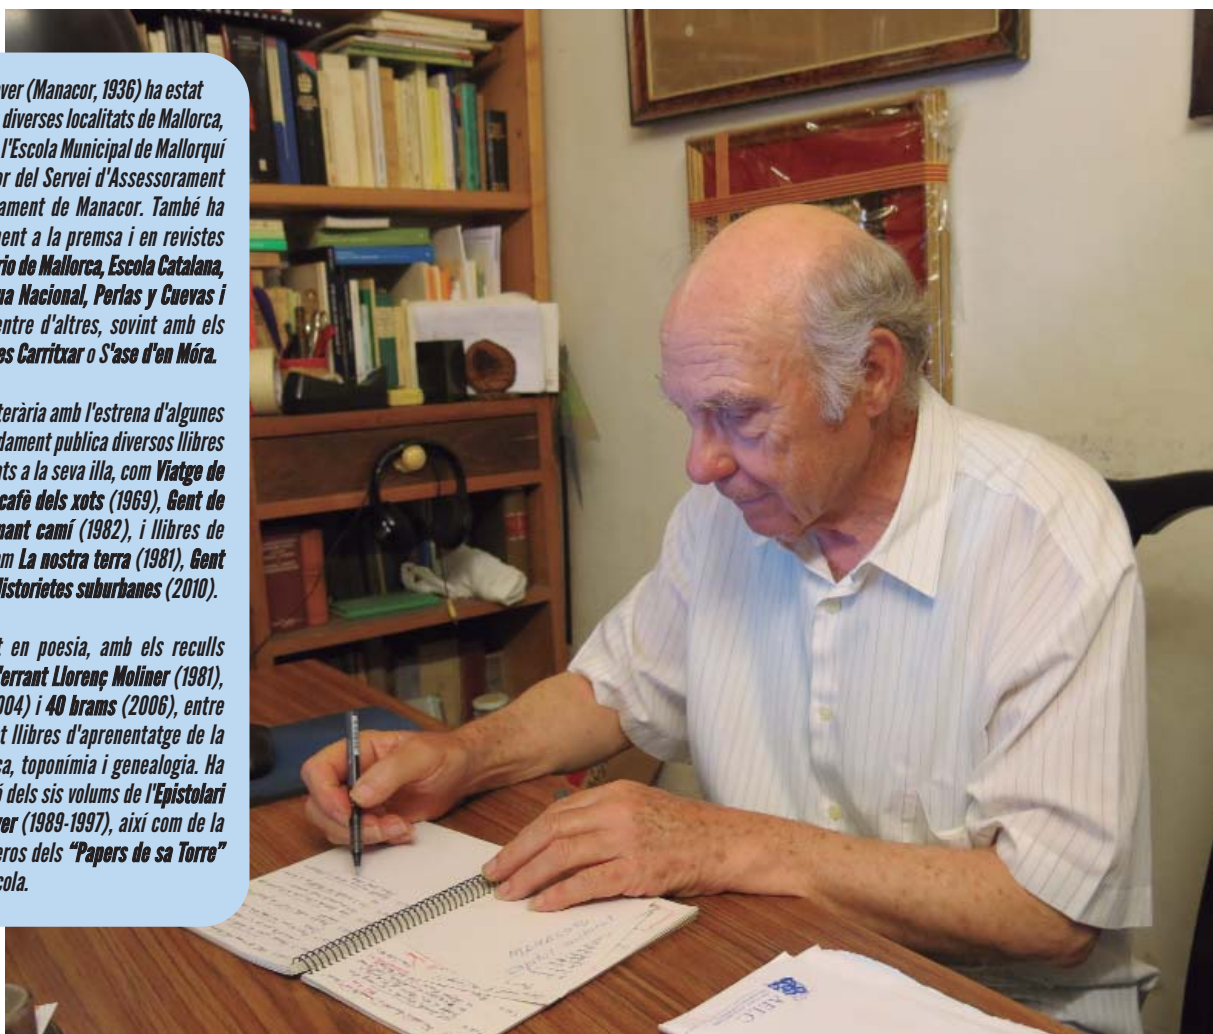 ver (Manacor, 1936) ha estat
diverses localitats de Mallorca,
l'Escola Municipal de Mallorquí
or del Servei d'Assessorament
ament de Manacor. També ha
ment a la premsa i en revistes
rio de Mallorca, Escola Catalana,
ua Nacional, Perlas y Cuevas i
entre d'altres, sovint amb els
es Carritxar o S'ase d'en Móra.
terària amb l'estrena d'algunes
dament publica diversos llibres
ts a la seva illa, com Viatge de
cafè dels xots (1969), Gent de
nant camí (1982), i llibres de
m La nostra terra (1981), Gent
Historietes suburbanes (2010).
t en poesia, amb els reculls
'errant Llorenç Moliner (1981),
004) i 40 brams (2006), entre
t llibres d'aprenentatge de la
ca, toponímia i genealogia. Ha
ó dels sis volums de l'Epistolari
er (1989-1997), així com de la
eros dels "Papers de sa Torre"
cola.
AELC